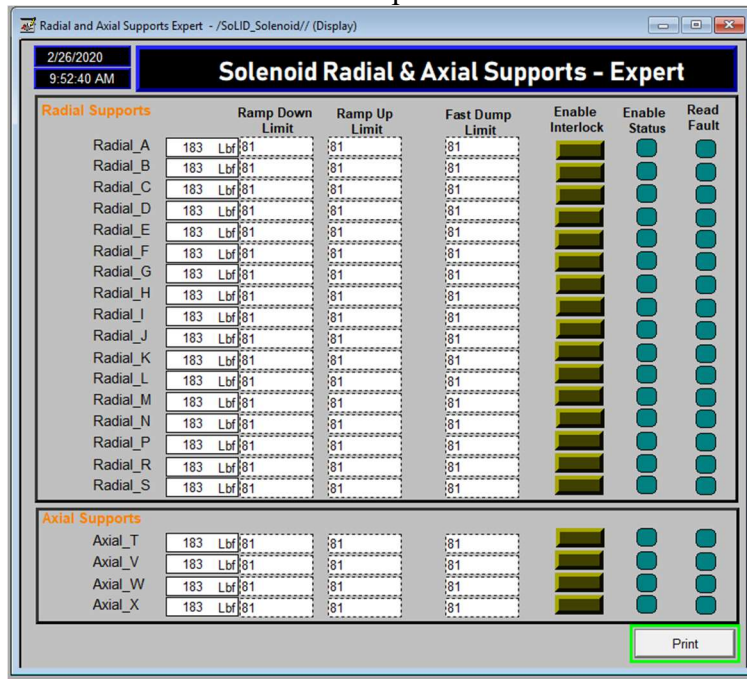 Radial and Axial Supports Expert - /SoLID_Solenoid// (Display)
2/26/2020
9:52:40 AM
Solenoid Radial & Axial Supports - Expert
Radial Supports Ramp Down Limit Ramp Up Limit Fast Dump Limit Enable Interlock Enable Status Read Fault
Radial_A 183 Lbf 81 81 81
Radial_B 183 Lbf 81 81 81
Radial_C 183 Lbf 81 81 81
Radial_D 183 Lbf 81 81 81
Radial_E 183 Lbf 81 81 81
Radial_F 183 Lbf 81 81 81
Radial_G 183 Lbf 81 81 81
Radial_H 183 Lbf 81 81 81
Radial_I 183 Lbf 81 81 81
Radial_J 183 Lbf 81 81 81
Radial_K 183 Lbf 81 81 81
Radial_L 183 Lbf 81 81 81
Radial_M 183 Lbf 81 81 81
Radial_N 183 Lbf 81 81 81
Radial_P 183 Lbf 81 81 81
Radial_R 183 Lbf 81 81 81
Radial_S 183 Lbf 81 81 81
Axial Supports
Axial_T 183 Lbf 81 81 81
Axial_V 183 Lbf 81 81 81
Axial_W 183 Lbf 81 81 81
Axial_X 183 Lbf 81 81 81
Print